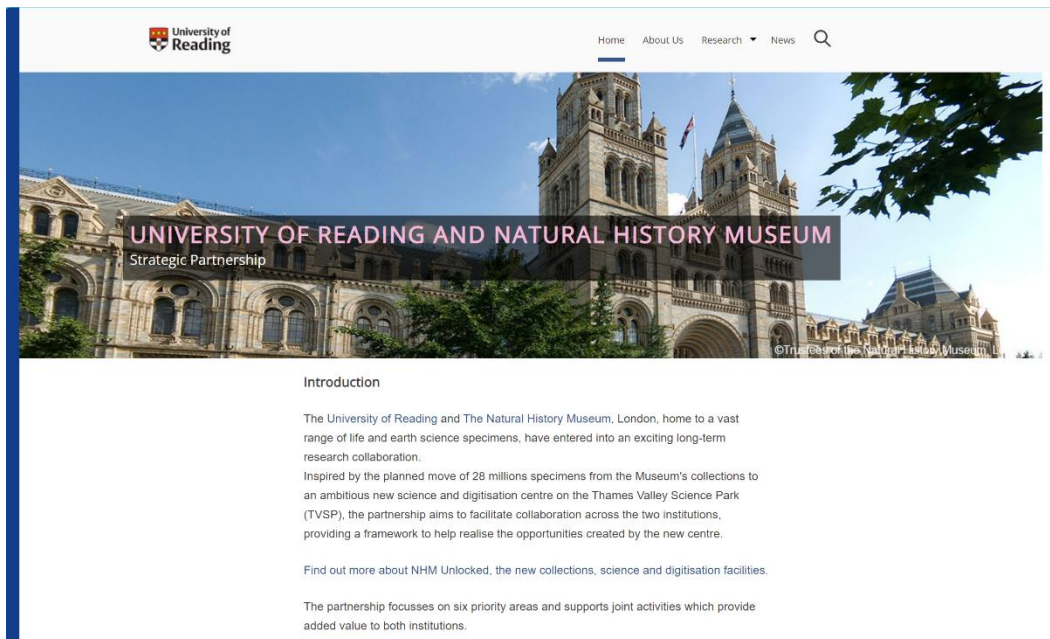 University of
Reading
Home About Us Research News
UNIVERSITY OF READING AND NATURAL HISTORY MUSEUM
Strategic Partnership
©Trustees of the Natural History Museum,
Introduction
The University of Reading and The Natural History Museum, London, home to a vast
range of life and earth science specimens, have entered into an exciting long-term
research collaboration.
Inspired by the planned move of 28 millions specimens from the Museum's collections to
an ambitious new science and digitisation centre on the Thames Valley Science Park
(TVSP), the partnership aims to facilitate collaboration across the two institutions,
providing a framework to help realise the opportunities created by the new centre.
Find out more about NHM Unlocked, the new collections, science and digitisation facilities.
The partnership focusses on six priority areas and supports joint activities which provide
added value to both institutions.